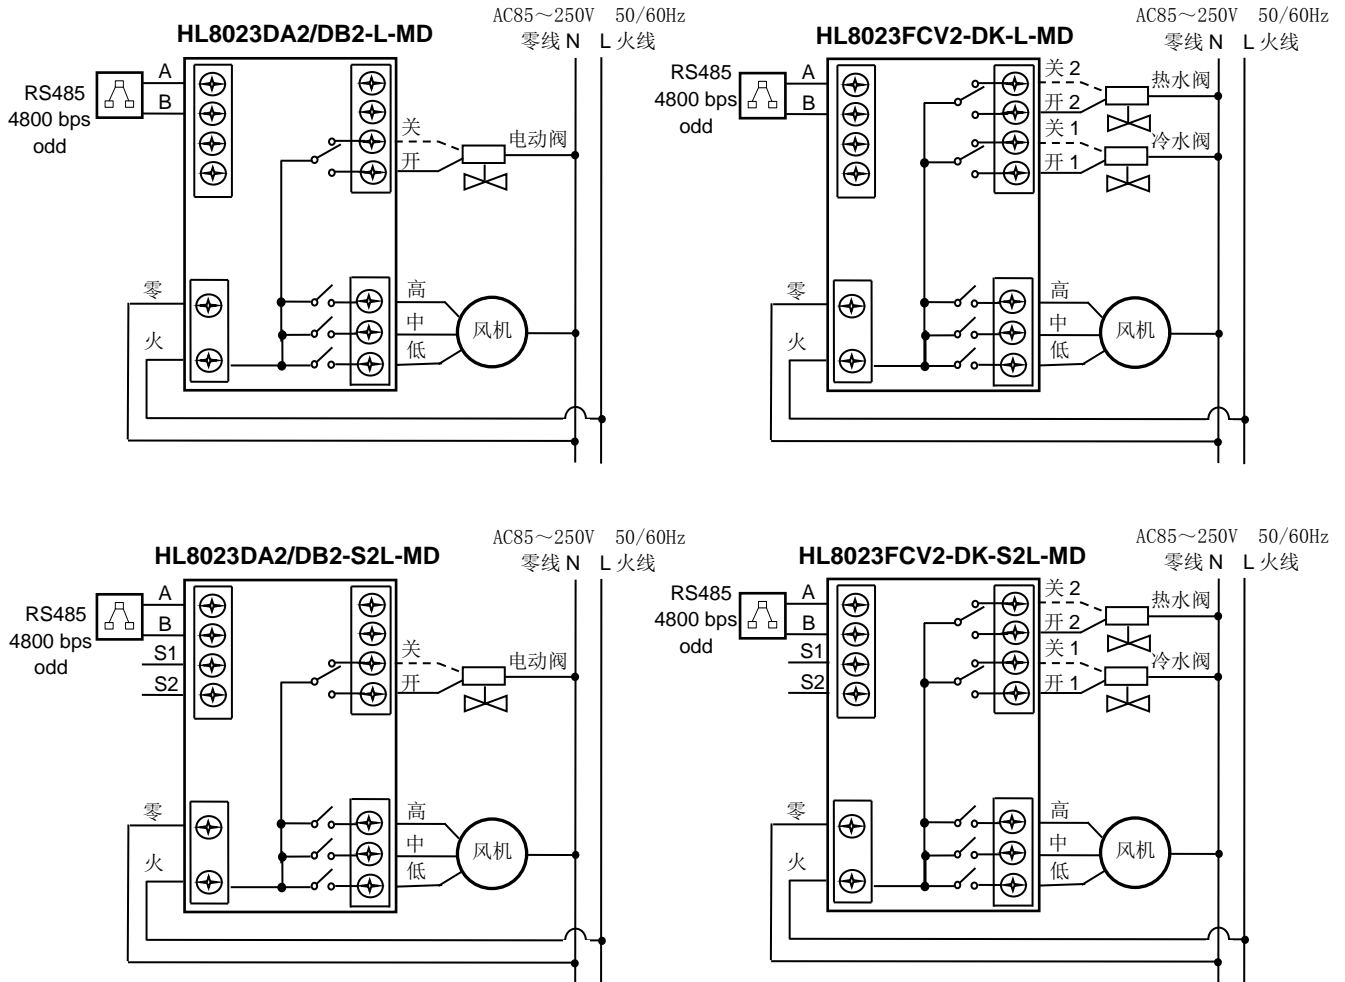 AC85～250V 50/60Hz
HL8023DA2/DB2-L-MD
零线 N L 火线
RS485
4800 bps
odd
A
B
关
开
电动阀
零
火
高
中
低
风机
AC85～250V 50/60Hz
HL8023FCV2-DK-L-MD
零线 N L 火线
RS485
4800 bps
odd
A
B
关 2
开 2
关 1
开 1
热水阀
冷水阀
零
火
高
中
低
风机
AC85～250V 50/60Hz
HL8023DA2/DB2-S2L-MD
零线 N L 火线
RS485
4800 bps
odd
A
B
S1
S2
关
开
电动阀
零
火
高
中
低
风机
AC85～250V 50/60Hz
HL8023FCV2-DK-S2L-MD
零线 N L 火线
RS485
4800 bps
odd
A
B
S1
S2
关 2
开 2
关 1
开 1
热水阀
冷水阀
零
火
高
中
低
风机